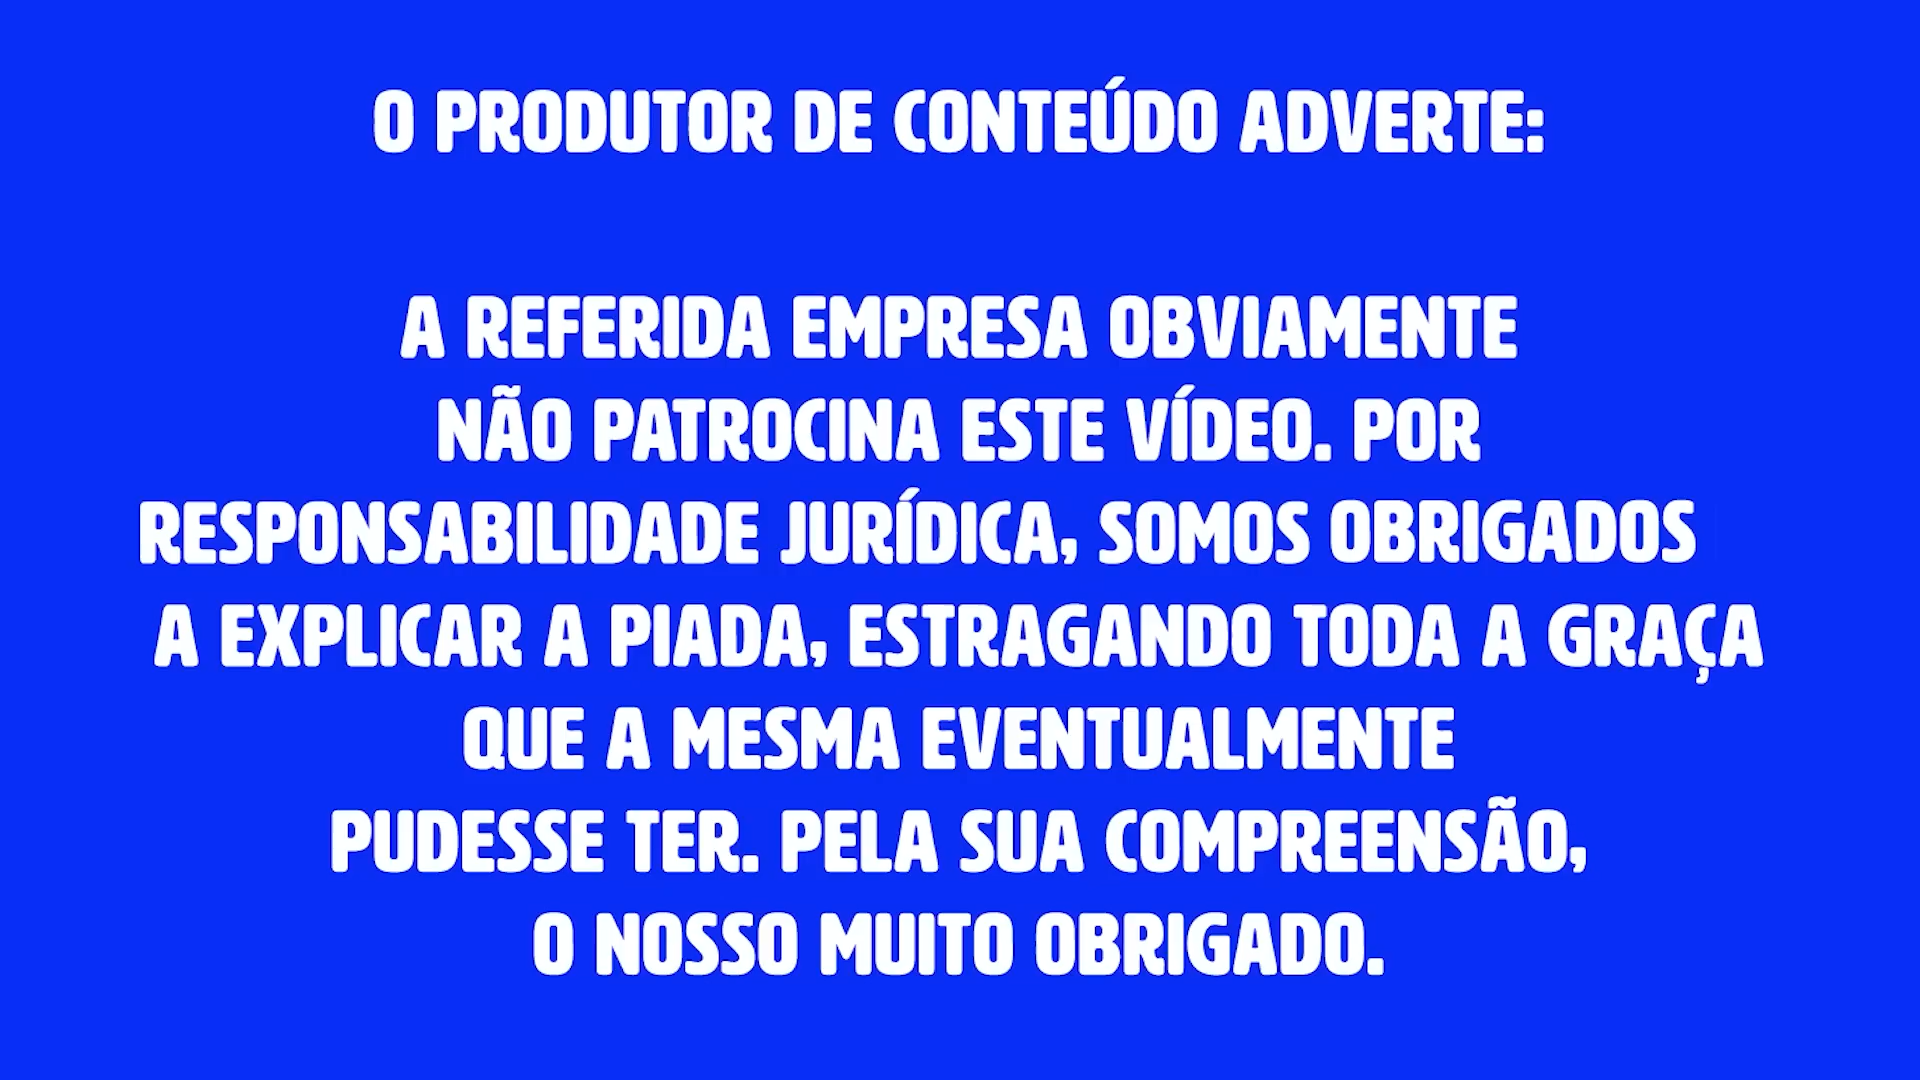 O PRODUTOR DE CONTEÚDO ADVERTE:
A REFERIDA EMPRESA OBVIAMENTE
NÃO PATROCINA ESTE VÍDEO. POR
RESPONSABILIDADE JURÍDICA, SOMOS OBRIGADOS
A EXPLICAR A PIADA, ESTRAGANDO TODA A GRAÇA
QUE A MESMA EVENTUALMENTE
PUDESSE TER. PELA SUA COMPREENSÃO,
O NOSSO MUITO OBRIGADO.